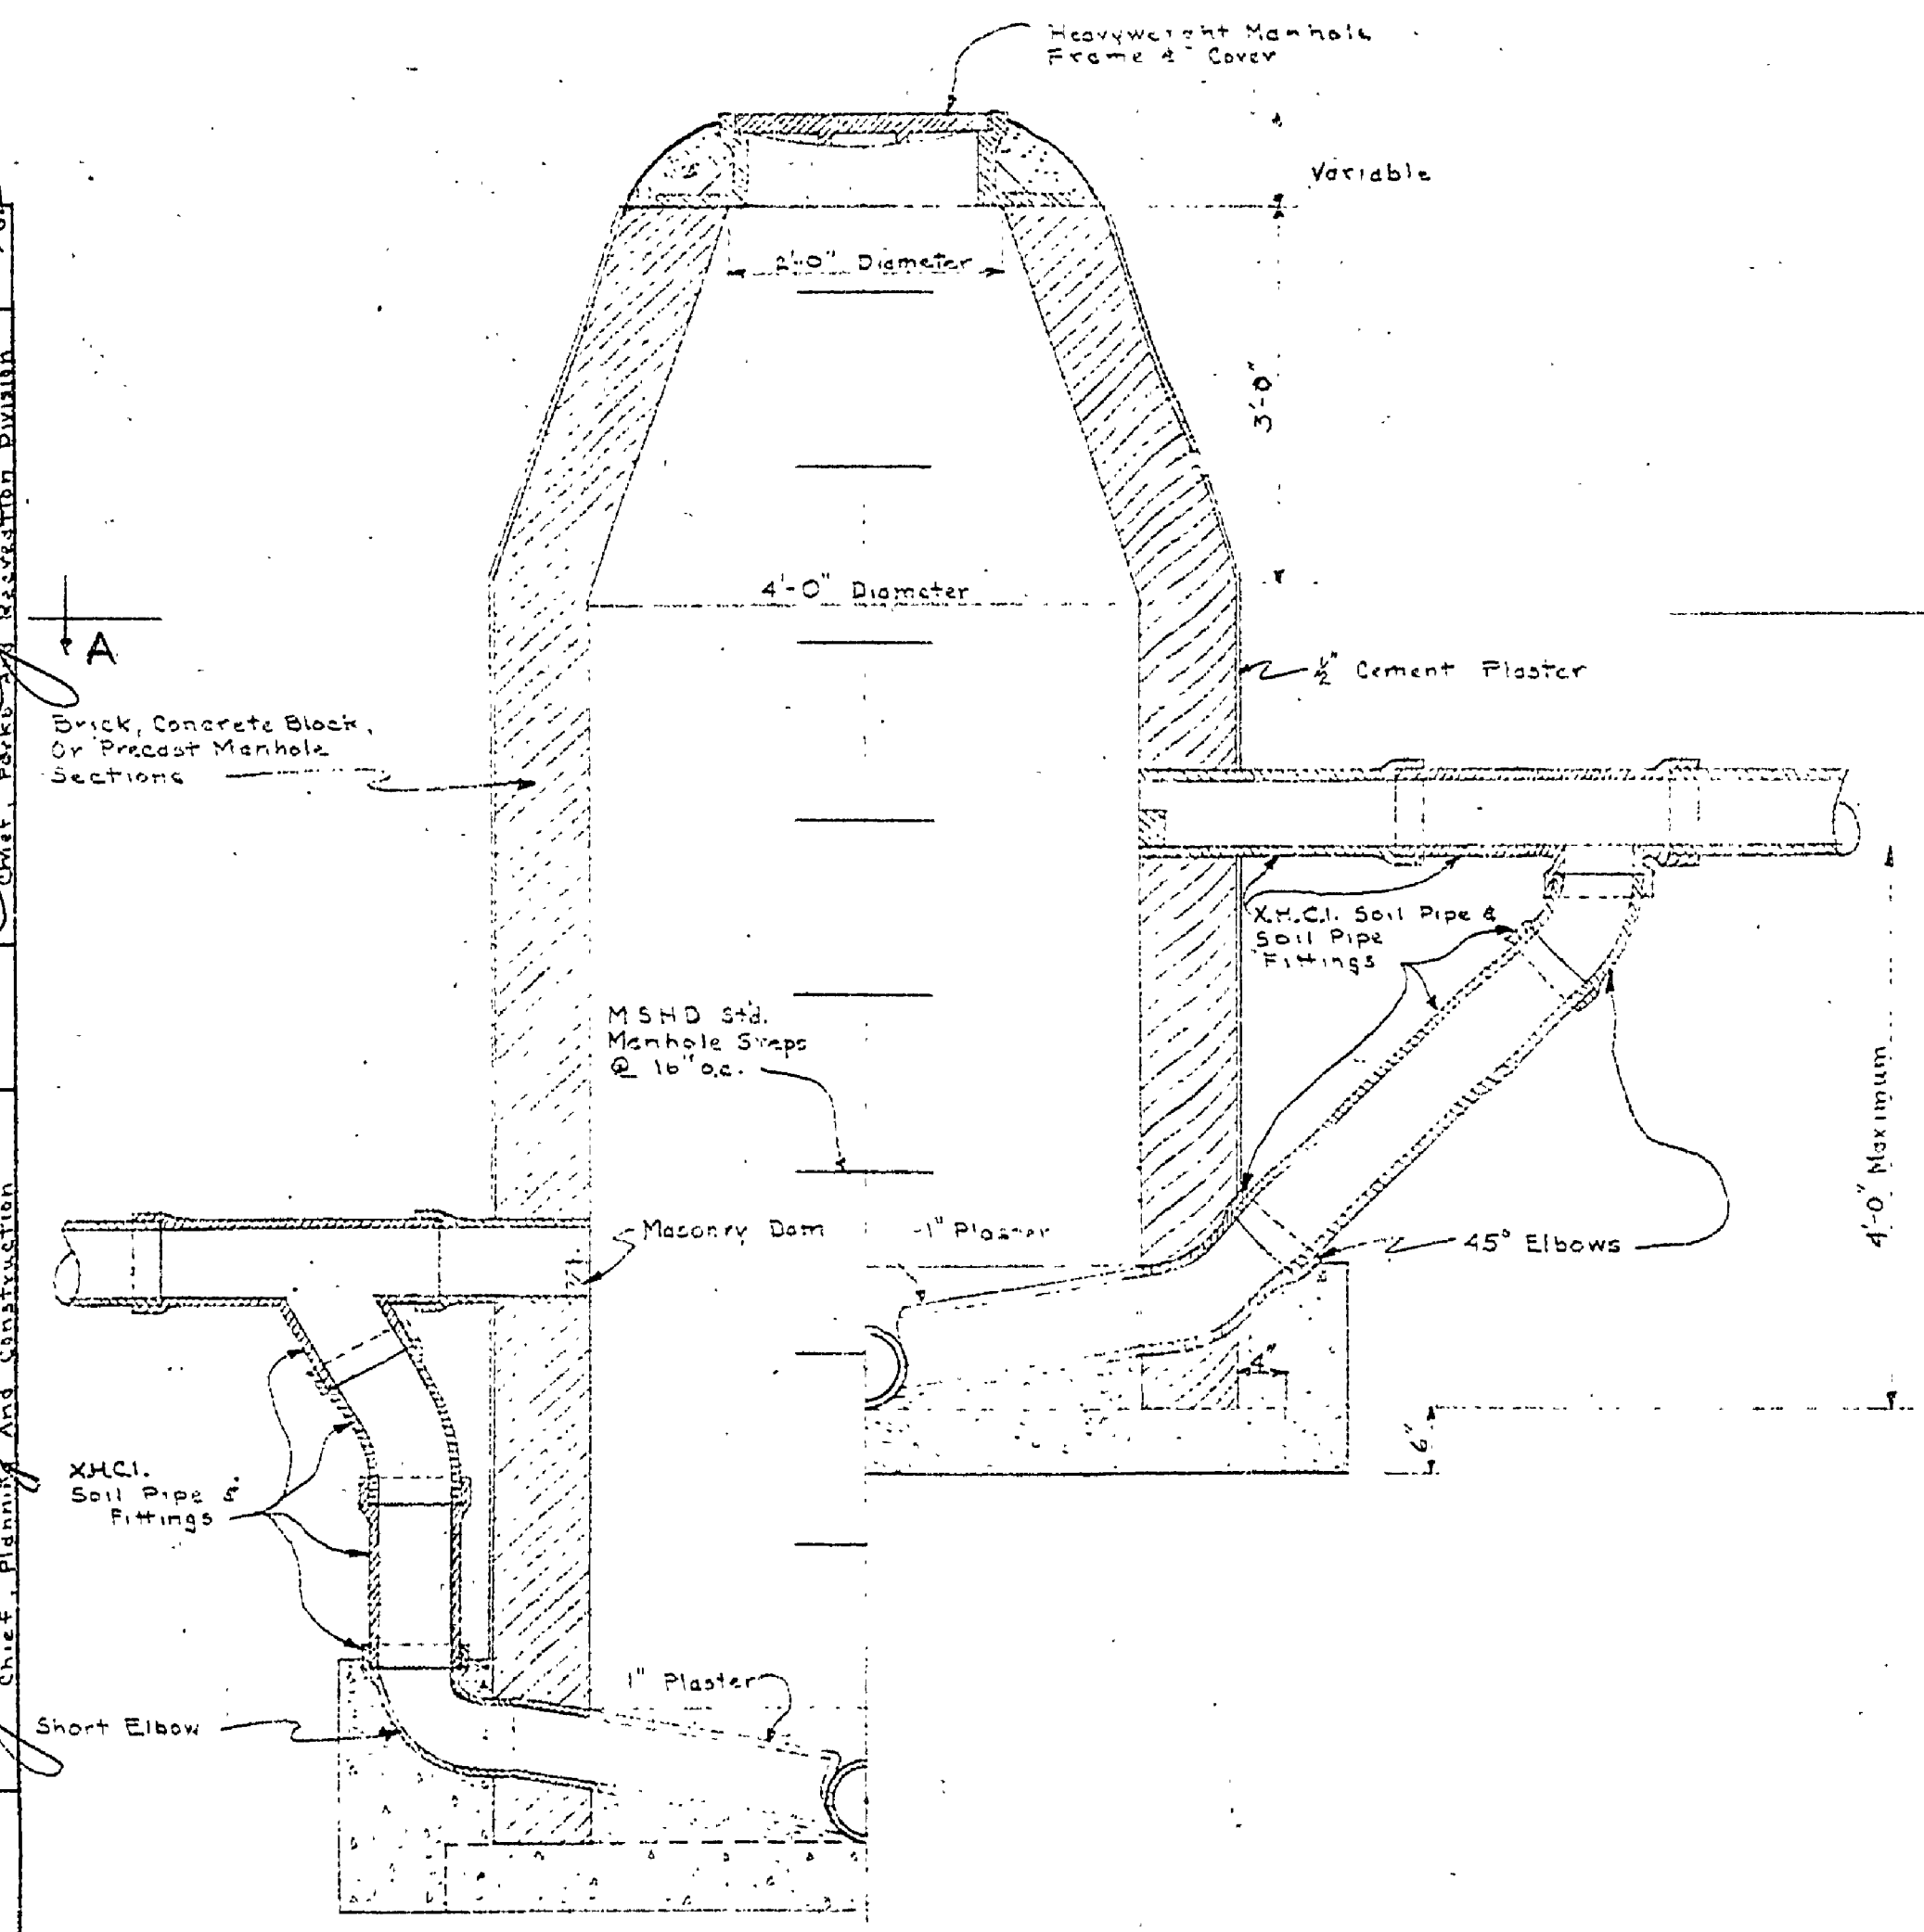 Heavyweight Manhole
Frame & Cover
Variable
2'-0" Diameter
3'-0"
4'-0" Diameter
A
½" Cement Plaster
Brick, Concrete Block,
Or Precast Manhole
Sections
X.H.C.I. Soil Pipe &
Soil Pipe
Fittings
MSHD Std.
Manhole Steps
@ 16" o.c.
4'-0" Maximum
Masonry Dam
1" Plaster
45° Elbows
4"
6"
X.H.C.I.
Soil Pipe &
Fittings
1" Plaster
Short Elbow
Chief, Parks and Recreation Division
Chief, Planning And Construction